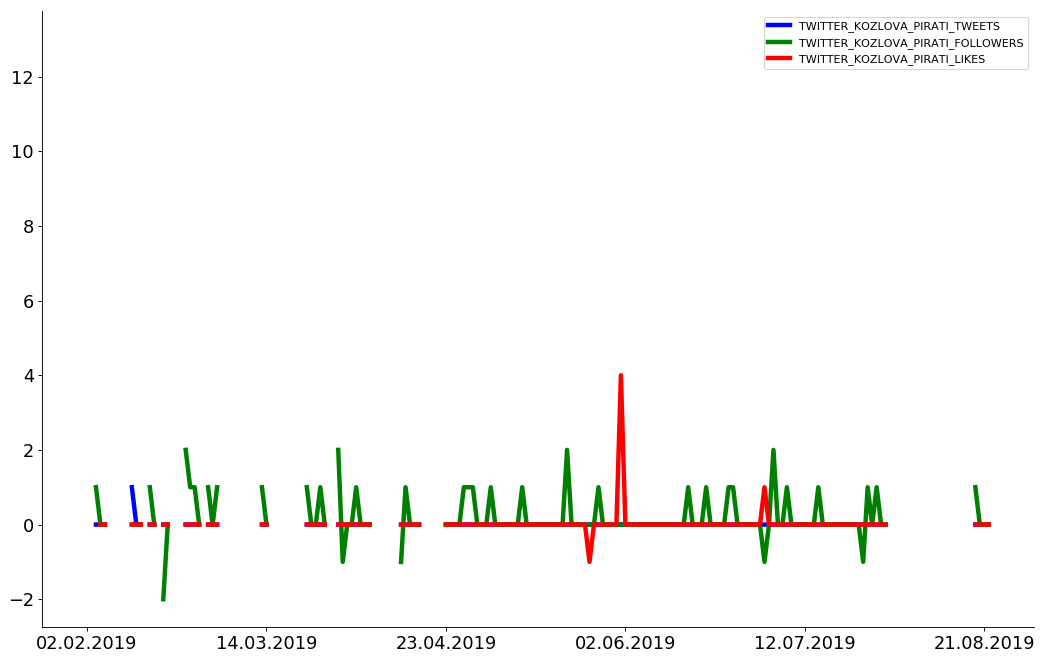 TWITTER_KOZLOVA_PIRATI_TWEETS
TWITTER_KOZLOVA_PIRATI_FOLLOWERS
TWITTER_KOZLOVA_PIRATI_LIKES
12
10
8
6
4
2
0
−2
02.02.2019 14.03.2019 23.04.2019 02.06.2019 12.07.2019 21.08.2019